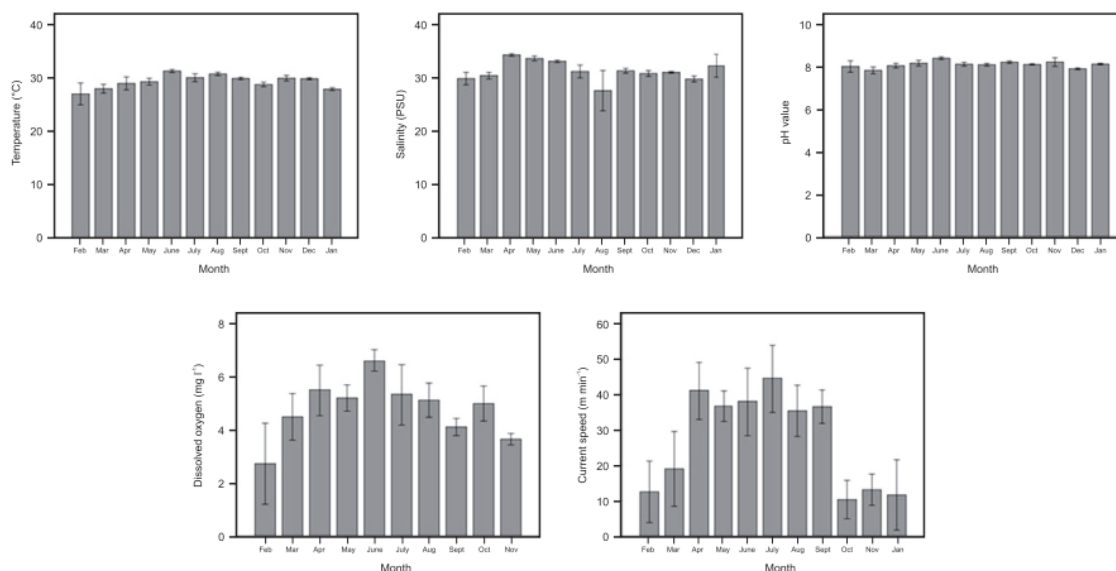 40
30
20
10
0
Temperature (°C)
Feb Mar Apr May June July Aug Sept Oct Nov Dec Jan
Month
40
30
20
10
0
Salinity (PSU)
Feb Mar Apr May June July Aug Sept Oct Nov Dec Jan
Month
10
8
6
4
2
0
pH value
Feb Mar Apr May June July Aug Sept Oct Nov Dec Jan
Month
8
6
4
2
0
Dissolved oxygen (mg l⁻¹)
Feb Mar Apr May June July Aug Sept Oct Nov
Month
60
50
40
30
20
10
0
Current speed (m min⁻¹)
Feb Mar Apr May June July Aug Sept Oct Nov Jan
Month